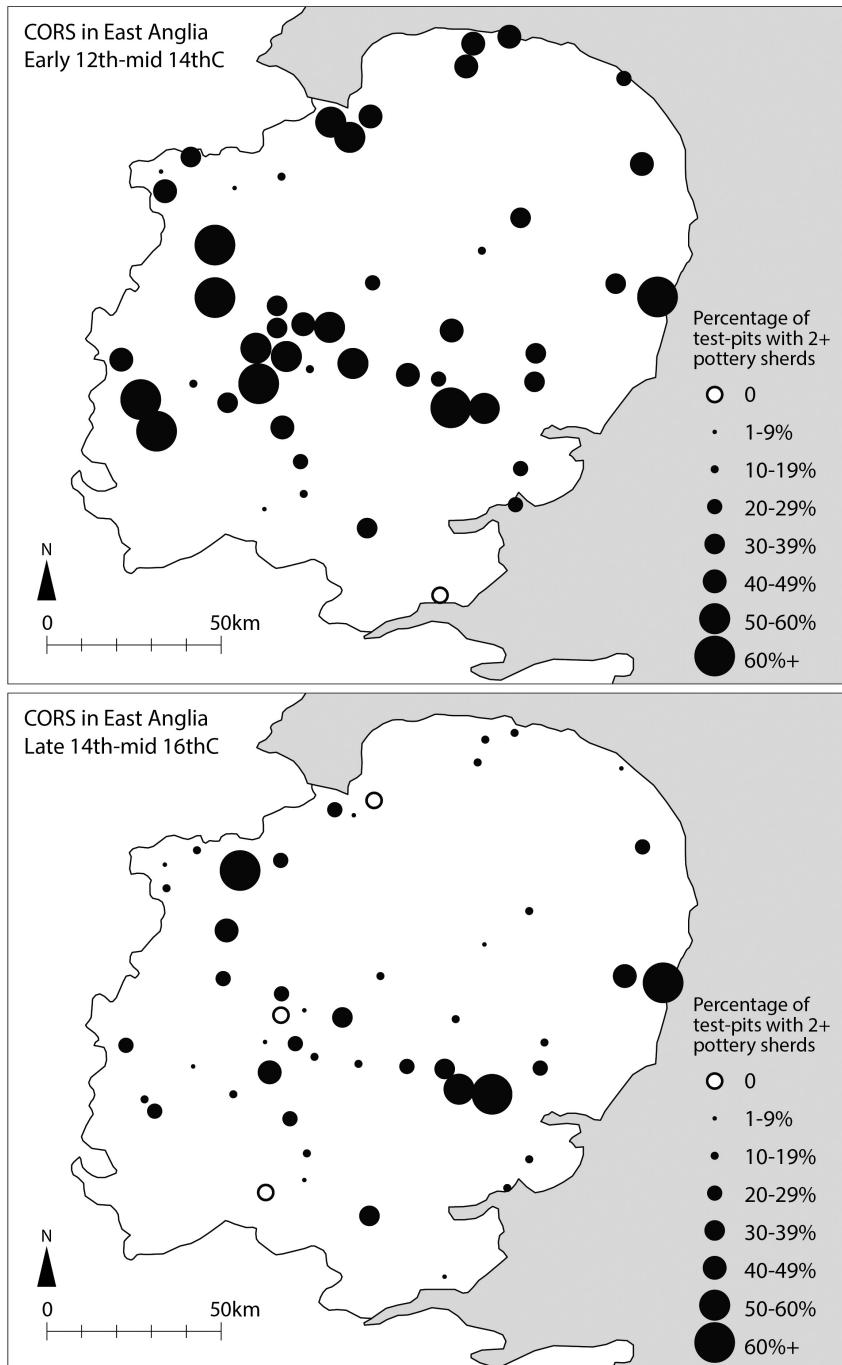 CORS in East Anglia
Early 12th-mid 14thC
Percentage of
test-pits with 2+
pottery sherds
0
1-9%
10-19%
20-29%
30-39%
40-49%
50-60%
60%+
N
0 50km
CORS in East Anglia
Late 14th-mid 16thC
Percentage of
test-pits with 2+
pottery sherds
0
1-9%
10-19%
20-29%
30-39%
40-49%
50-60%
60%+
N
0 50km